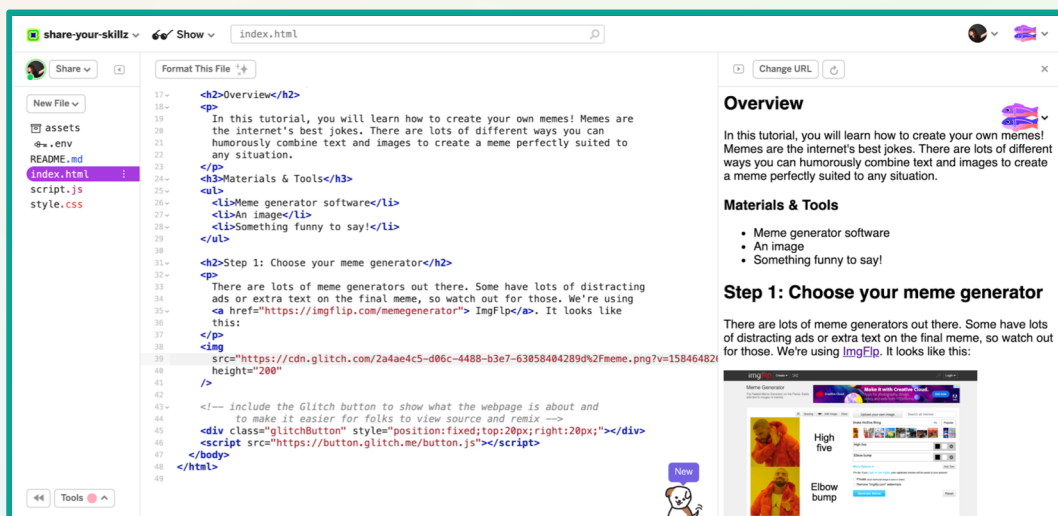 share-your-skillz
Show
index.html
Share
Format This File
Change URL
New File
assets
.env
README.md
index.html
script.js
style.css
Tools
17 <h2>Overview</h2>
18 <p>
19 In this tutorial, you will learn how to create your own memes! Memes are
20 the internet's best jokes. There are lots of different ways you can
21 humorously combine text and images to create a meme perfectly suited to
22 any situation.
23 </p>
24 <h3>Materials & Tools</h3>
25 <ul>
26 <li>Meme generator software</li>
27 <li>An image</li>
28 <li>Something funny to say!</li>
29 </ul>
30
31 <h2>Step 1: Choose your meme generator</h2>
32 <p>
33 There are lots of meme generators out there. Some have lots of distracting
34 ads or extra text on the final meme, so watch out for those. We're using
35 <a href="https://imgflip.com/memegenerator"> ImgFlp</a>. It looks like
36 this:
37 </p>
38 <img
39 src="https://cdn.glitch.com/2a4ae4c5-d06c-4488-b3e7-63058404289d%2Fmeme.png?v=158464826
40 height="200"
41 />
42
43 <!-- include the Glitch button to show what the webpage is about and
44 to make it easier for folks to view source and remix -->
45 <div class="glitchButton" style="position:fixed;top:20px;right:20px;"></div>
46 <script src="https://button.glitch.me/button.js"></script>
47 </body>
48 </html>
49
New
Overview
In this tutorial, you will learn how to create your own memes!
Memes are the internet's best jokes. There are lots of different
ways you can humorously combine text and images to create
a meme perfectly suited to any situation.
Materials & Tools
Meme generator software
An image
Something funny to say!
Step 1: Choose your meme generator
There are lots of meme generators out there. Some have lots
of distracting ads or extra text on the final meme, so watch out
for those. We're using ImgFlp. It looks like this:
imgflip
Meme Generator
Make it with Creative Cloud.
Upload your own image
High
five
Elbow
bump
High five
Elbow bump